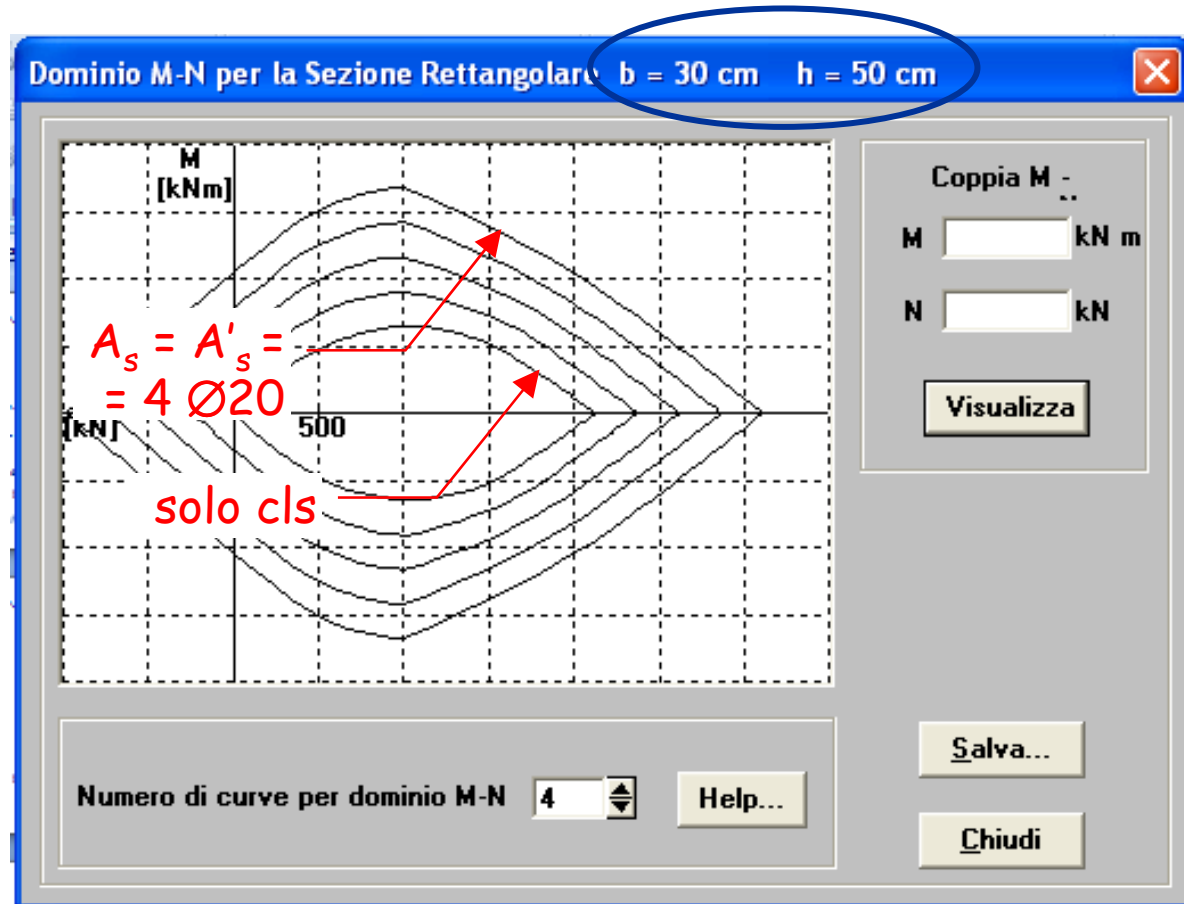 Dominio M-N per la Sezione Rettangolare b = 30 cm h = 50 cm
M
[kNm]
A_s = A'_s =
= 4 Ø20
[kN]
500
solo cls
Coppia M -
M kN m
N kN
Visualizza
Numero di curve per dominio M-N 4
Help...
Salva...
Chiudi